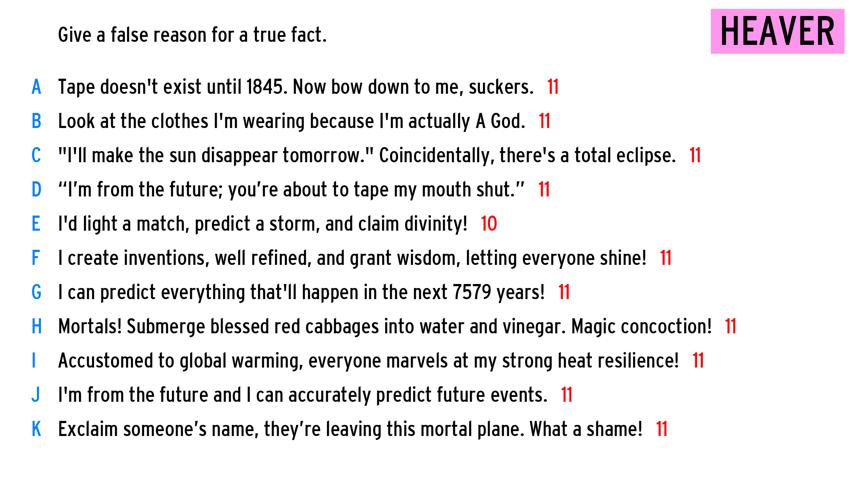 Give a false reason for a true fact.
HEAVER
A Tape doesn't exist until 1845. Now bow down to me, suckers. 11
B Look at the clothes I'm wearing because I'm actually A God. 11
C "I'll make the sun disappear tomorrow." Coincidentally, there's a total eclipse. 11
D “I’m from the future; you’re about to tape my mouth shut.” 11
E I'd light a match, predict a storm, and claim divinity! 10
F I create inventions, well refined, and grant wisdom, letting everyone shine! 11
G I can predict everything that'll happen in the next 7579 years! 11
H Mortals! Submerge blessed red cabbages into water and vinegar. Magic concoction! 11
I Accustomed to global warming, everyone marvels at my strong heat resilience! 11
J I'm from the future and I can accurately predict future events. 11
K Exclaim someone’s name, they’re leaving this mortal plane. What a shame! 11